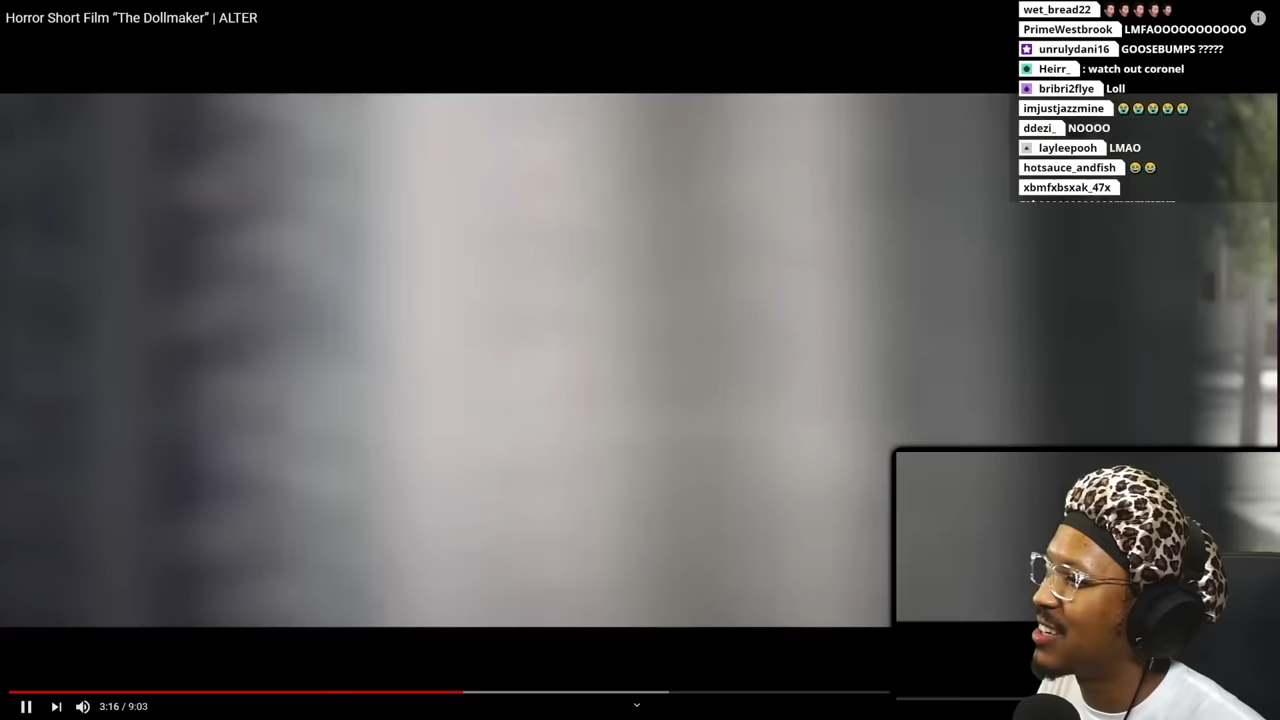 Horror Short Film “The Dollmaker” | ALTER
wet_bread22
PrimeWestbrook LMFAOOOOOOOOOOO
unrulydani16 GOOSEBUMPS ?????
Heirr_ : watch out coronel
bribri2flye Loll
imjustjazzmine 😭😭😭😭😭
ddezi_ NOOOO
layleepooh LMAO
hotsauce_andfish 😂😂
xbmfxbsxak_47x
3:16 / 9:03